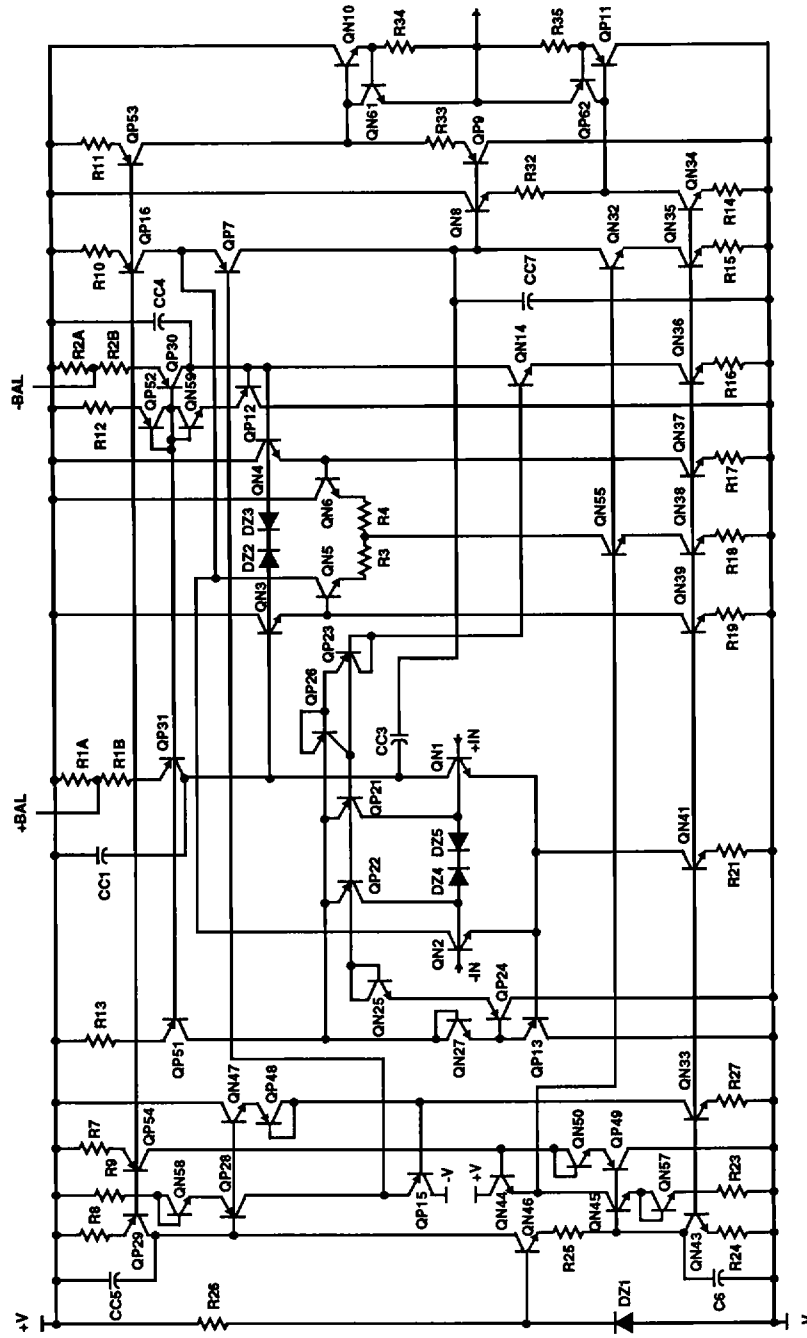 +V
CC5
R26
DZ1
-V
R8
R9
R7
QP29
QN58
QP54
QP28
QN47
QP48
QP15
-V
+V
QN44
QN46
R25
QN45
QN50
QP49
QN57
QN43
QN33
R24
R23
R27
C6
R13
QP51
QN25
QN27
QP24
QP13
+BAL
CC1
R1A
R1B
QP31
QP26
QP23
QP22
QP21
CC3
QN2
QN1
-IN
+IN
DZ4
DZ5
QN41
R21
-BAL
R2A
R2B
R12
QP52
QP30
QN59
CC4
QP12
QN3
DZ2
DZ3
QN4
QN5
QN6
R3
R4
QN14
QN55
QN39
QN38
QN37
QN36
R19
R18
R17
R16
R10
QP16
QP7
CC7
QN32
QN35
R15
R11
QP53
QN8
R33
QP9
R32
QN34
R14
QN10
QN61
R34
R35
QP62
QP11